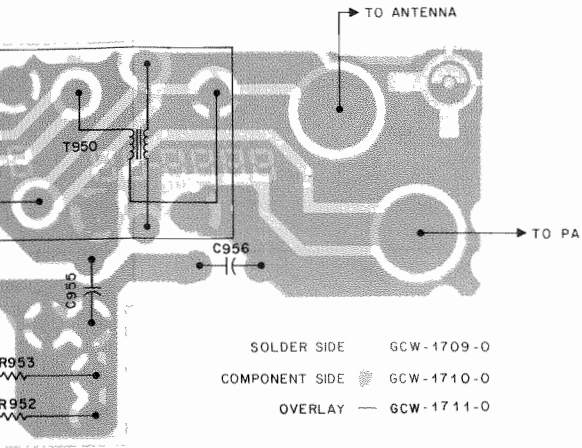 TO ANTENNA
T950
TO PA
C956
C955
R953
R952
SOLDER SIDE GCW-1709-0
COMPONENT SIDE GCW-1710-0
OVERLAY — GCW-1711-0